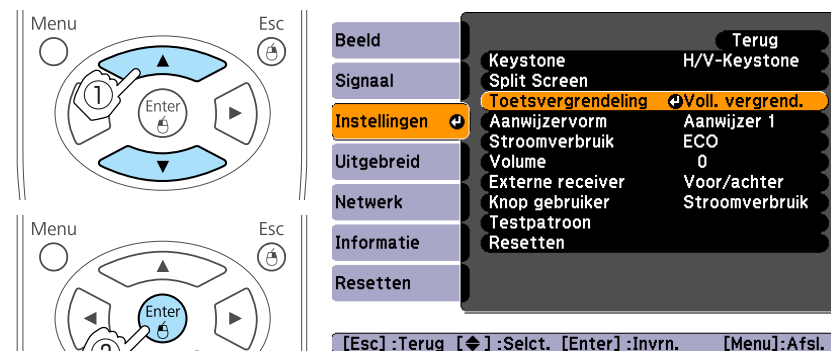 Menu
Esc
1
Enter
Menu
Esc
Enter
2
Beeld
Signaal
Instellingen
Uitgebreid
Netwerk
Informatie
Resetten
Terug
Keystone H/V-Keystone
Split Screen
Toetsvergrendeling Voll. vergrend.
Aanwijzervorm Aanwijzer 1
Stroomverbruik ECO
Volume 0
Externe receiver Voor/achter
Knop gebruiker Stroomverbruik
Testpatroon
Resetten
[Esc] :Terug [◆] :Selct. [Enter] :Invrn. [Menu]:Afsl.